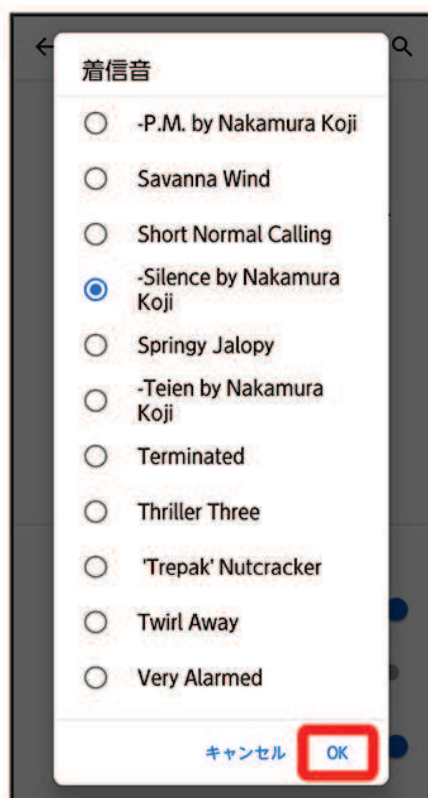 着信音
-P.M. by Nakamura Koji
Savanna Wind
Short Normal Calling
-Silence by Nakamura
Koji
Springy Jalopy
-Teien by Nakamura
Koji
Terminated
Thriller Three
'Trepak' Nutcracker
Twirl Away
Very Alarmed
キャンセル OK